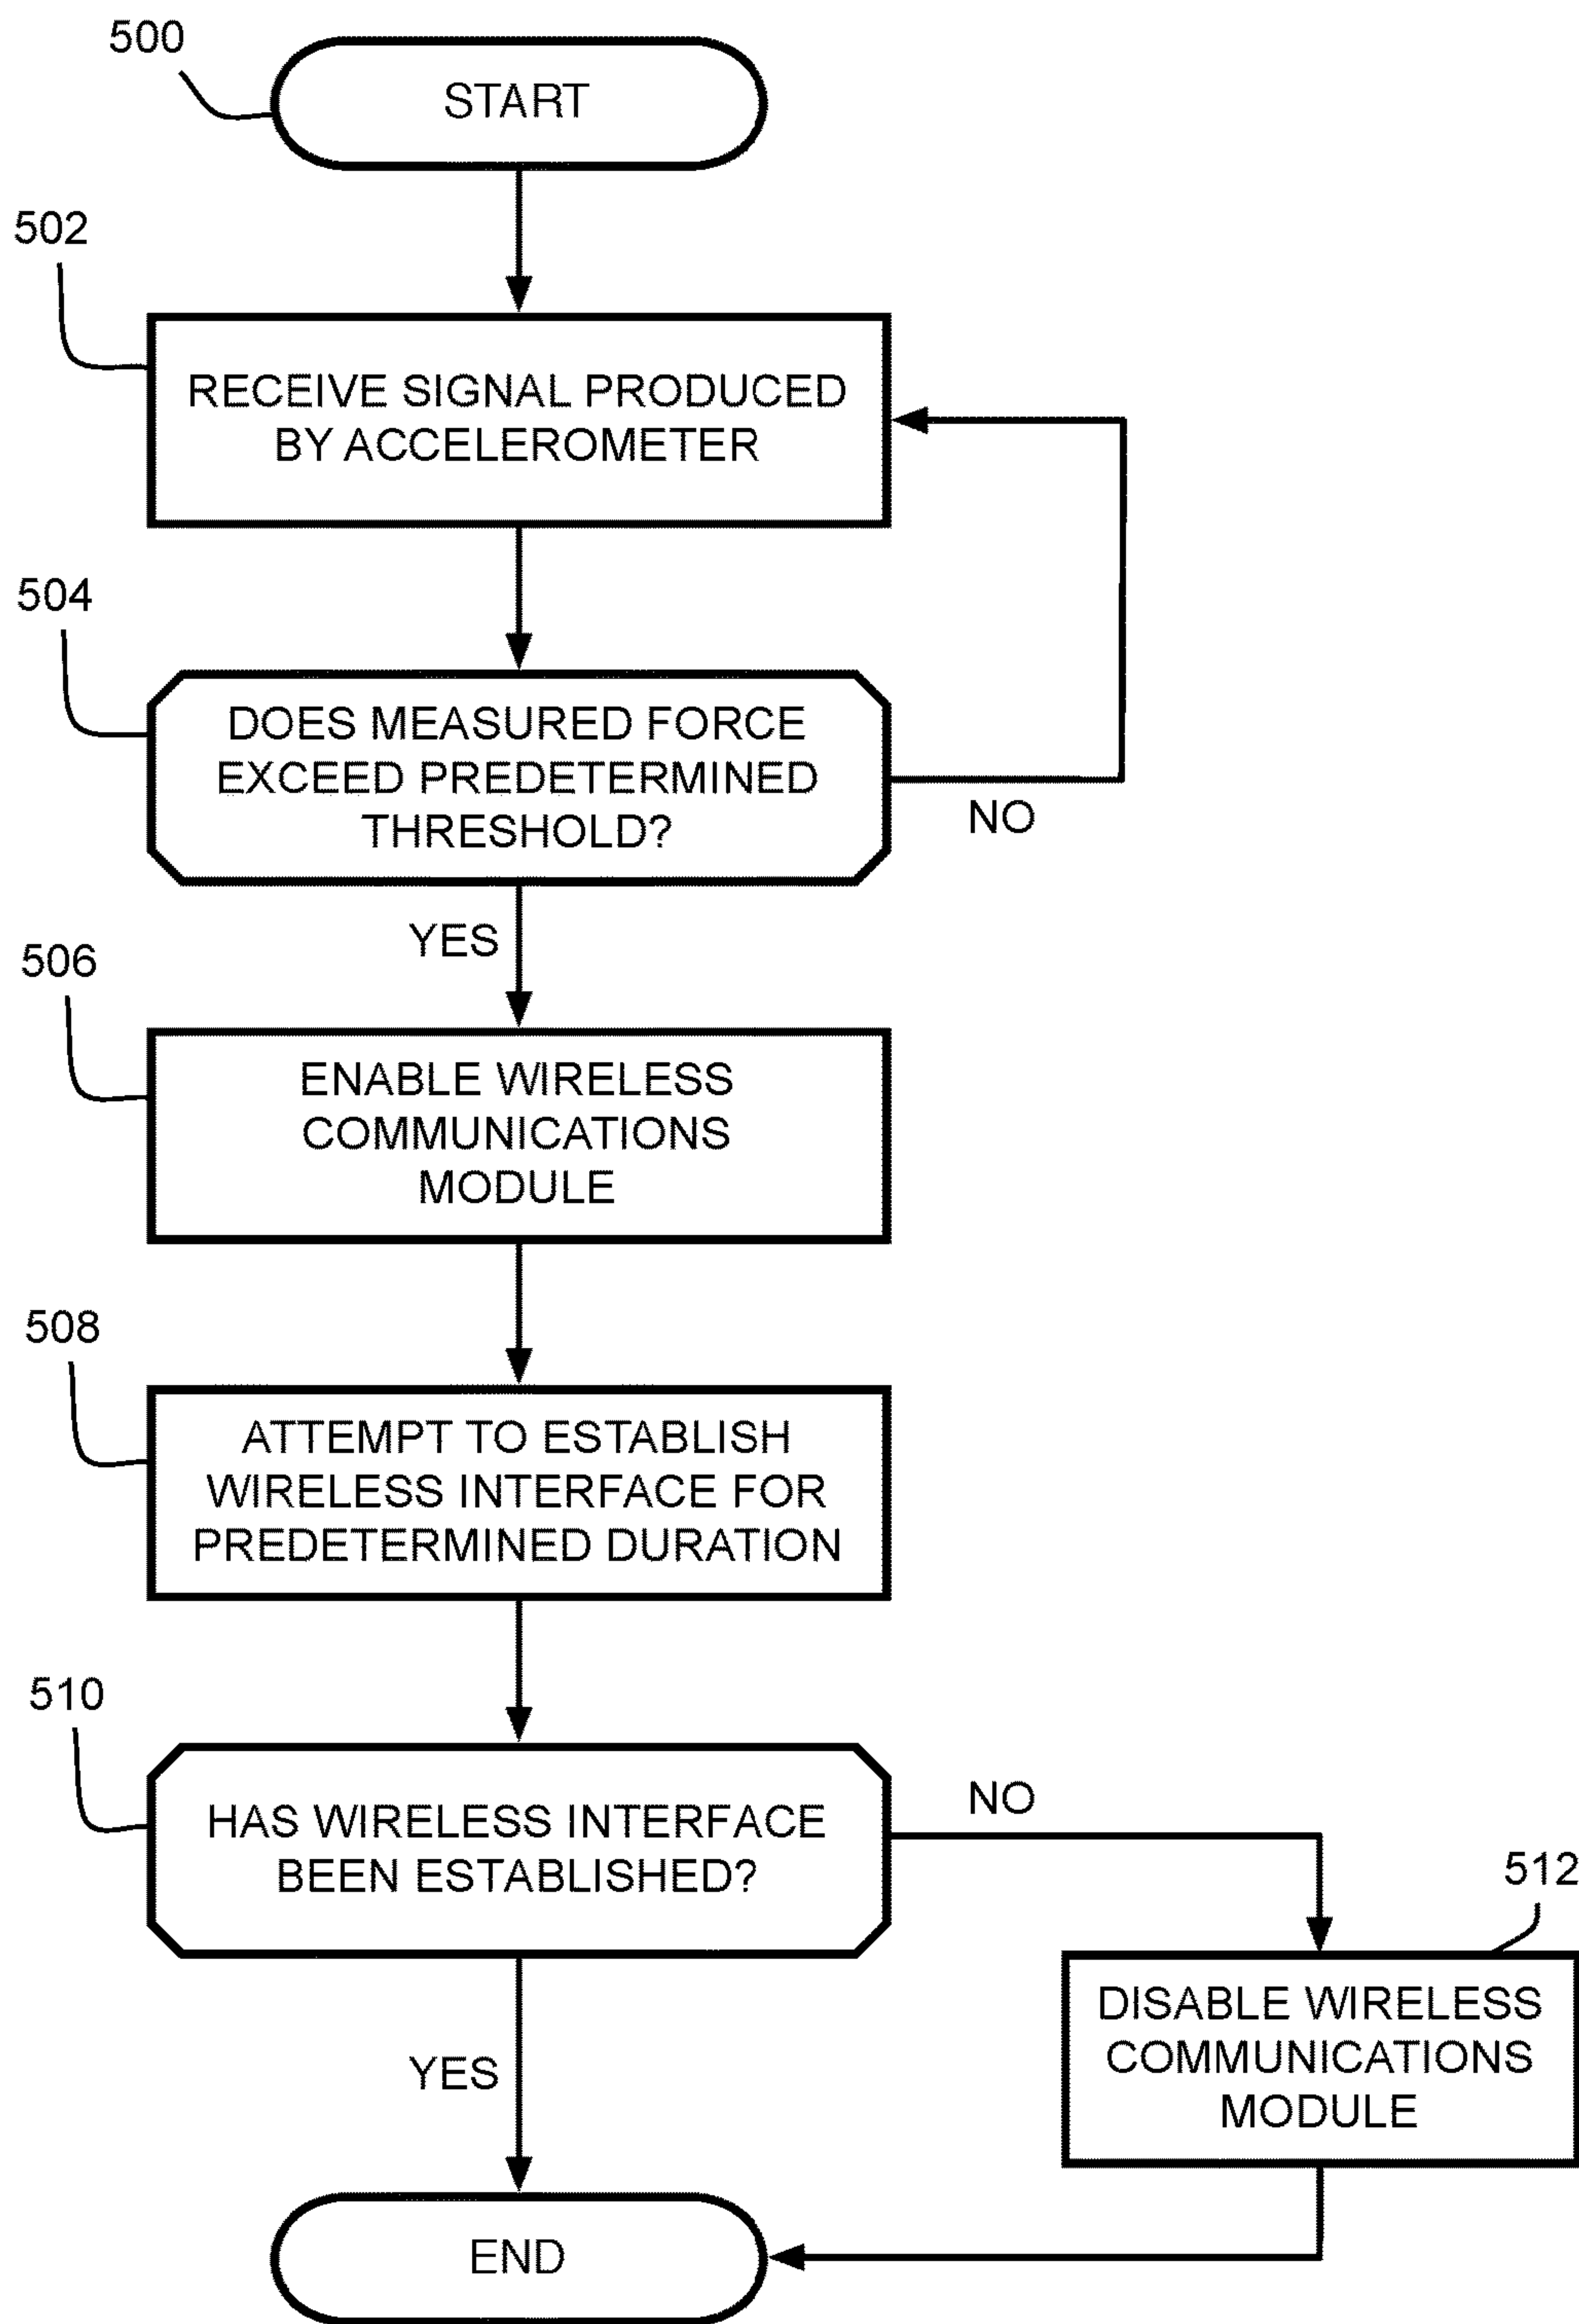 500
START
502
RECEIVE SIGNAL PRODUCED
BY ACCELEROMETER
504
DOES MEASURED FORCE
EXCEED PREDETERMINED
THRESHOLD?
NO
YES
506
ENABLE WIRELESS
COMMUNICATIONS
MODULE
508
ATTEMPT TO ESTABLISH
WIRELESS INTERFACE FOR
PREDETERMINED DURATION
510
HAS WIRELESS INTERFACE
BEEN ESTABLISHED?
NO
512
DISABLE WIRELESS
COMMUNICATIONS
MODULE
YES
END